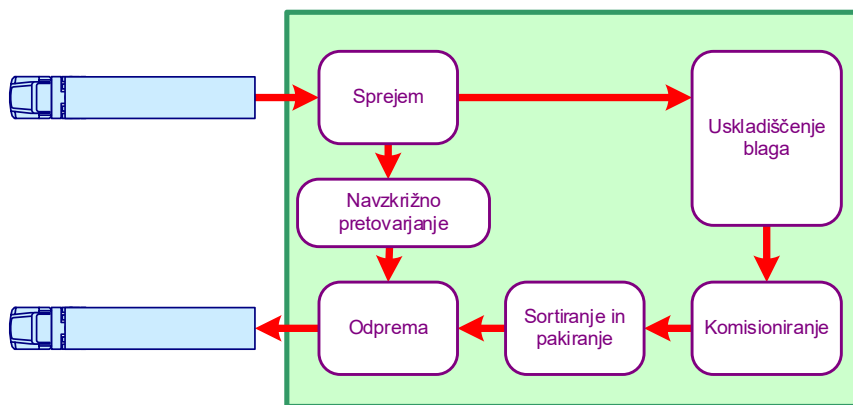 Sprejem
Uskladiščenje
blaga
Navzkrižno
pretovarjanje
Odprema
Sortiranje in
pakiranje
Komisioniranje